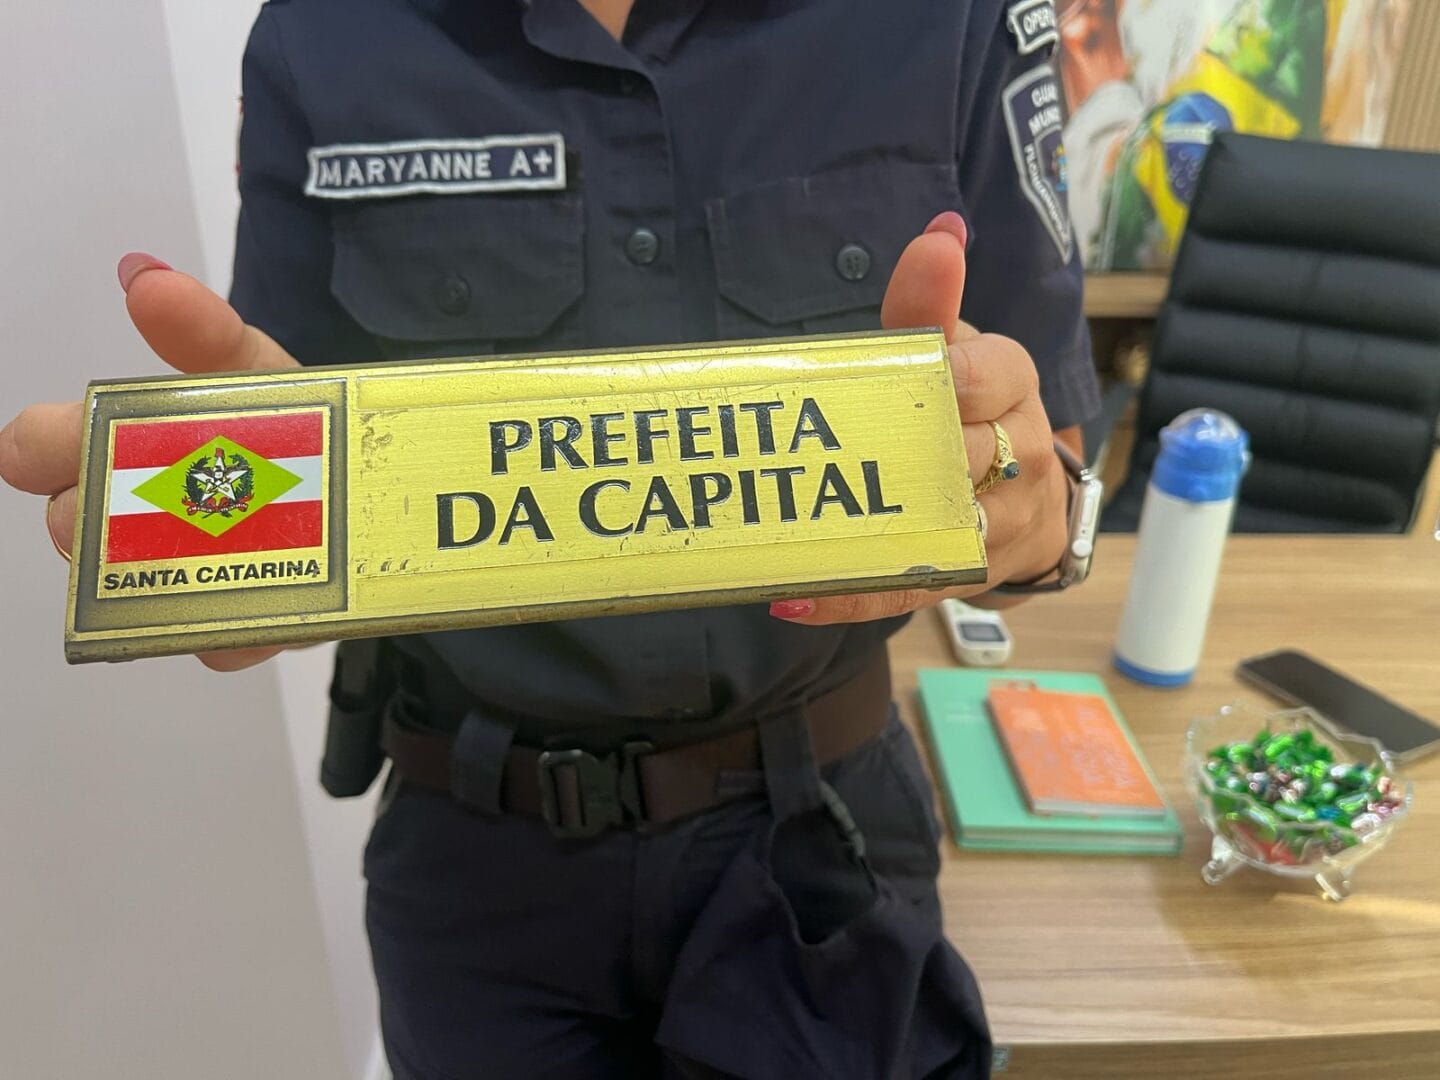 MARYANNE A+
PREFEITA
DA CAPITAL
SANTA CATARINA